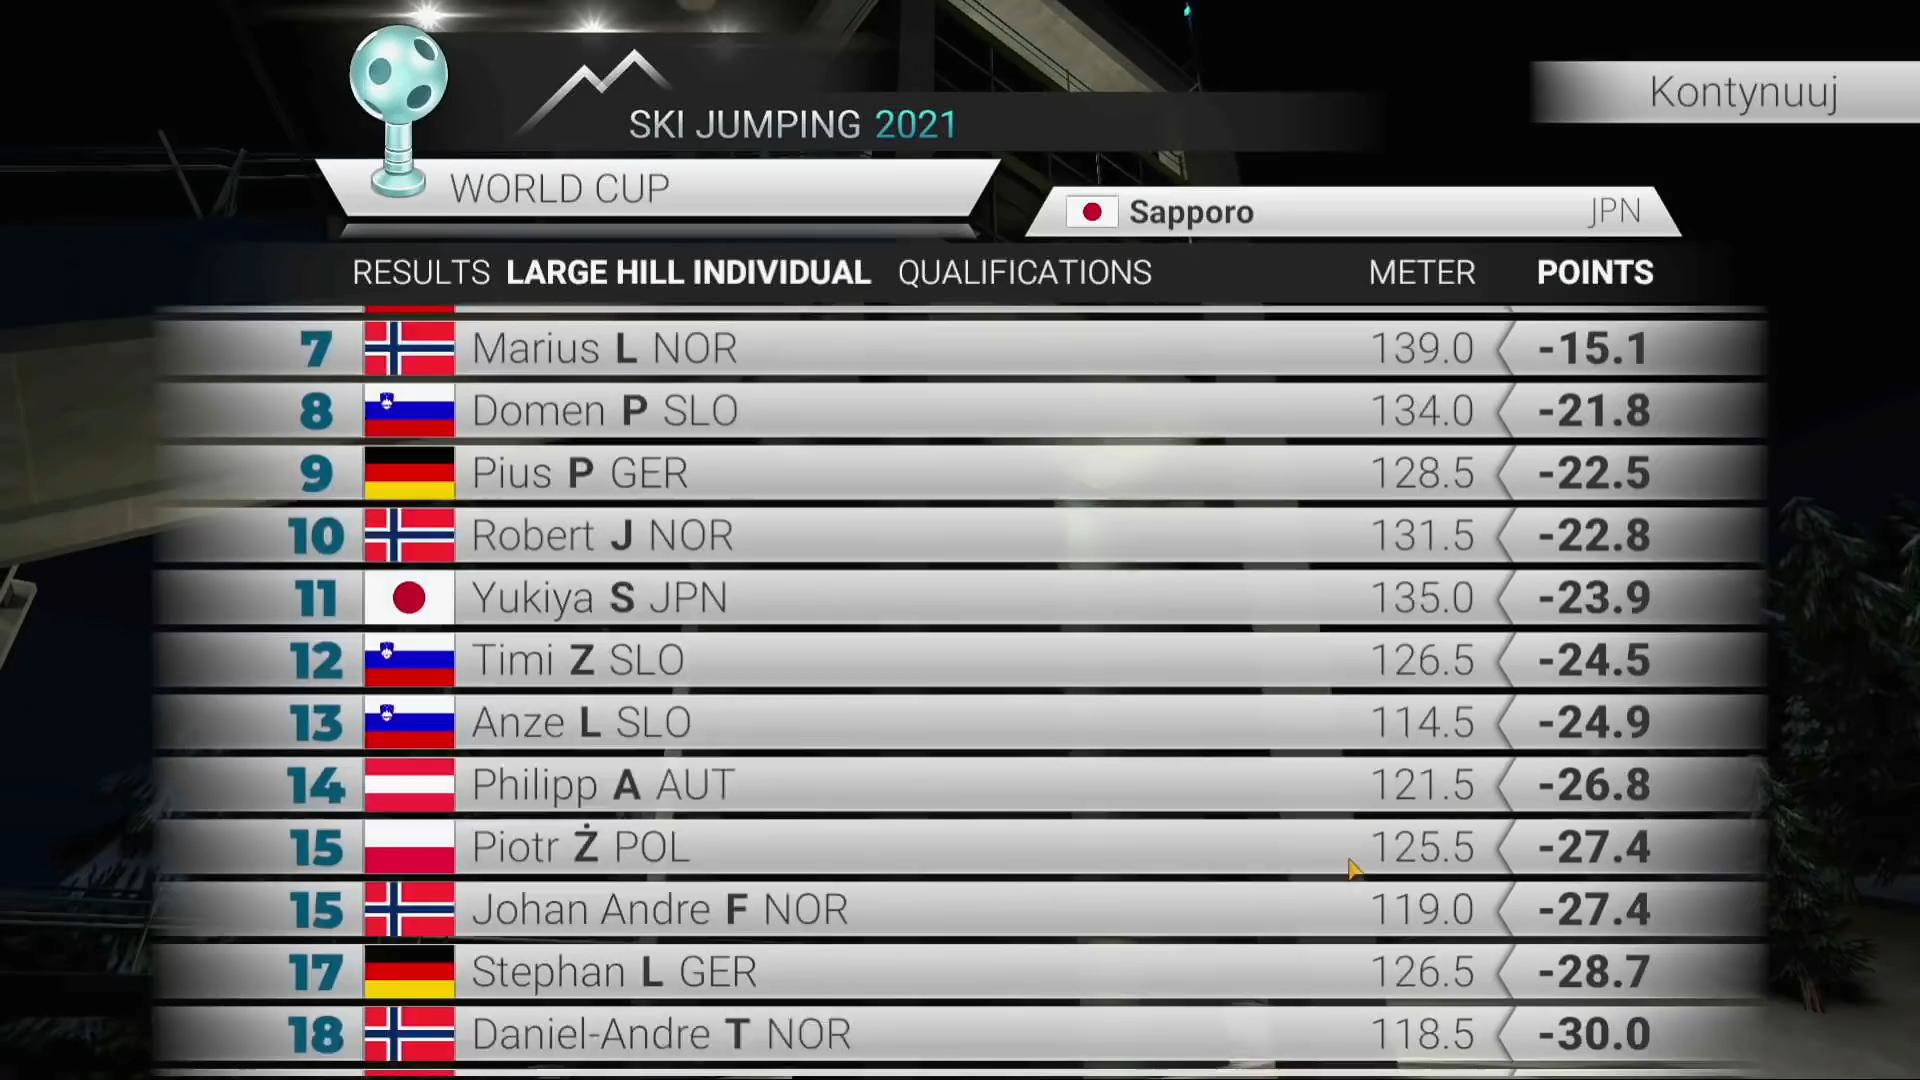 SKI JUMPING 2021
Kontynuuj
WORLD CUP
Sapporo JPN
RESULTS LARGE HILL INDIVIDUAL QUALIFICATIONS METER POINTS
7 Marius L NOR 139.0 -15.1
8 Domen P SLO 134.0 -21.8
9 Pius P GER 128.5 -22.5
10 Robert J NOR 131.5 -22.8
11 Yukiya S JPN 135.0 -23.9
12 Timi Z SLO 126.5 -24.5
13 Anze L SLO 114.5 -24.9
14 Philipp A AUT 121.5 -26.8
15 Piotr Ż POL 125.5 -27.4
15 Johan Andre F NOR 119.0 -27.4
17 Stephan L GER 126.5 -28.7
18 Daniel-Andre T NOR 118.5 -30.0